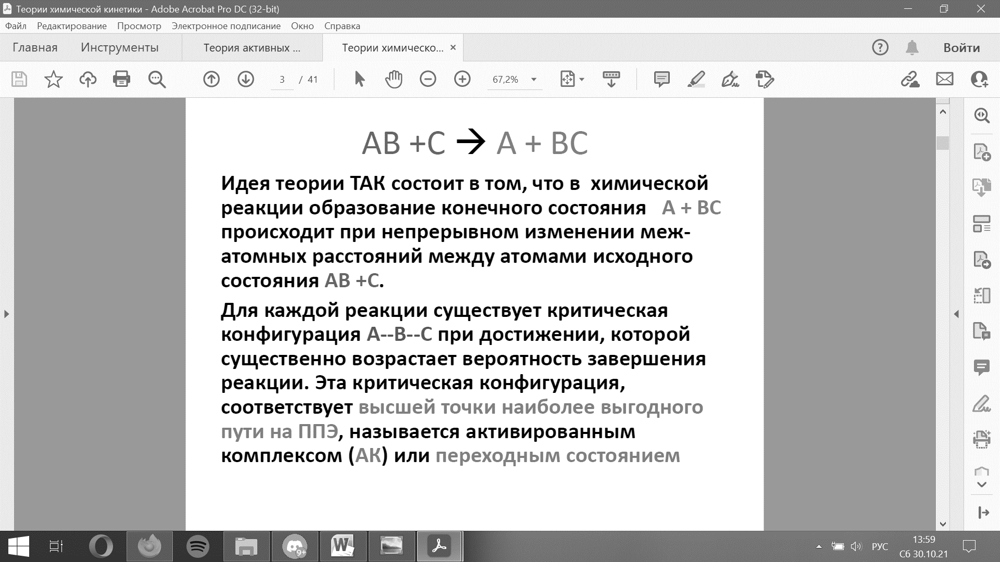 Теории химической кинетики - Adobe Acrobat Pro DC (32-bit)
Файл Редактирование Просмотр Электронное подписание Окно Справка
Главная Инструменты Теория активных ... Теории химическо... × Войти
3 / 41 67,2%
AB +C → A + BC
Идея теории ТАК состоит в том, что в химической
реакции образование конечного состояния A + BC
происходит при непрерывном изменении меж-
атомных расстояний между атомами исходного
состояния AB +C.
Для каждой реакции существует критическая
конфигурация A--B--C при достижении, которой
существенно возрастает вероятность завершения
реакции. Эта критическая конфигурация,
соответствует высшей точки наиболее выгодного
пути на ППЭ, называется активированным
комплексом (АК) или переходным состоянием
9+
РУС
13:59
Сб 30.10.21